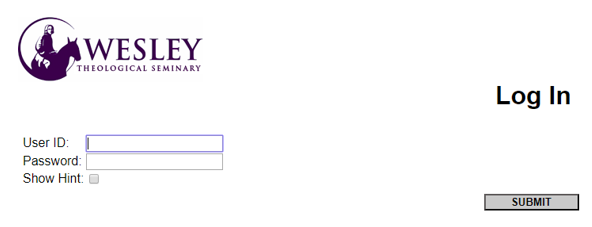 WESLEY
THEOLOGICAL SEMINARY
Log In
User ID:
Password:
Show Hint:
SUBMIT